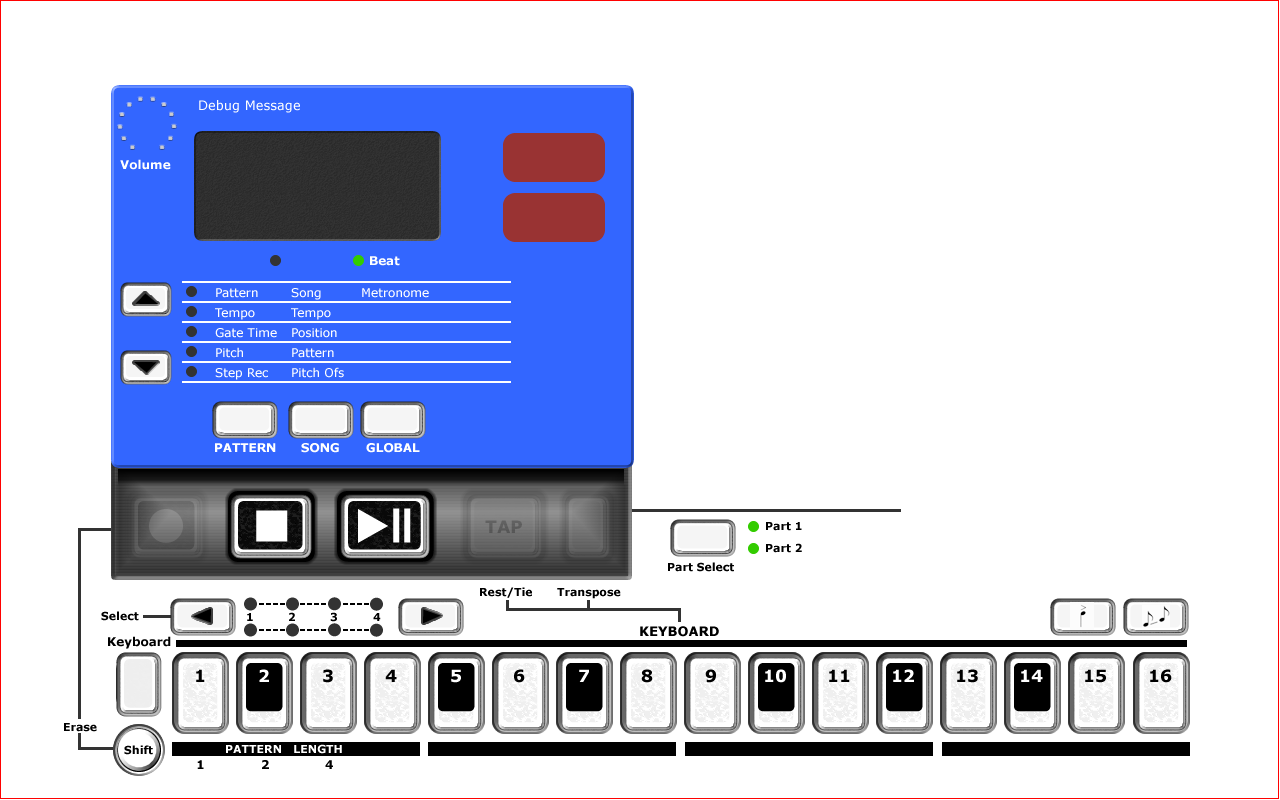 Debug Message
Volume
Beat
Pattern Song Metronome
Tempo Tempo
Gate Time Position
Pitch Pattern
Step Rec Pitch Ofs
PATTERN SONG GLOBAL
TAP
Part 1
Part 2
Part Select
Rest/Tie Transpose
Select 1 2 3 4
KEYBOARD
Keyboard
1 2 3 4 5 6 7 8 9 10 11 12 13 14 15 16
Erase
Shift
PATTERN LENGTH
1 2 4